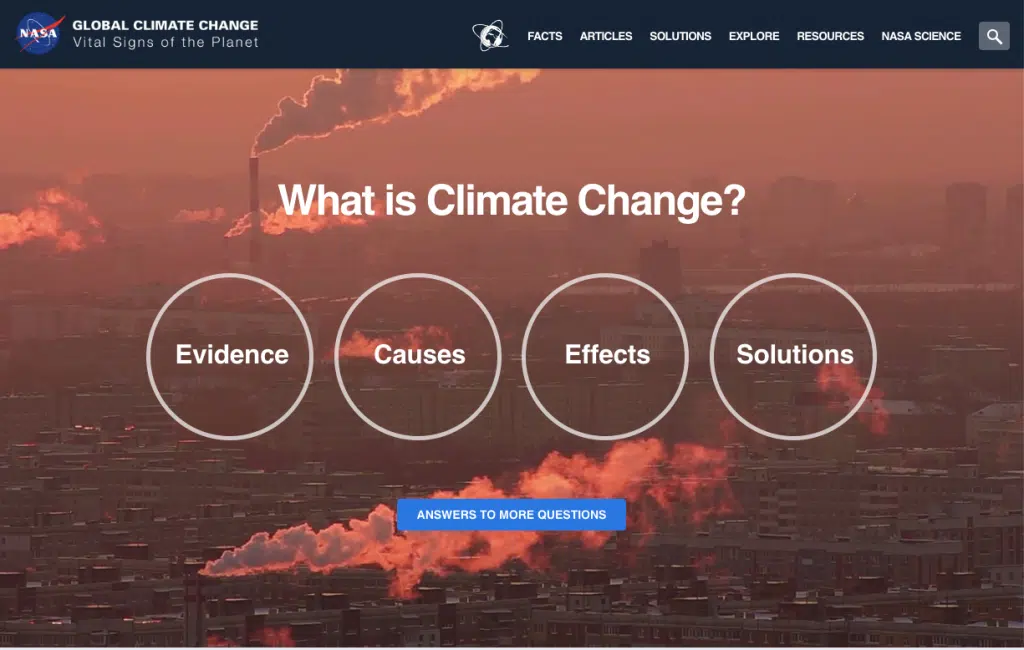 NASA
GLOBAL CLIMATE CHANGE
Vital Signs of the Planet
FACTS
ARTICLES
SOLUTIONS
EXPLORE
RESOURCES
NASA SCIENCE
What is Climate Change?
Evidence
Causes
Effects
Solutions
ANSWERS TO MORE QUESTIONS